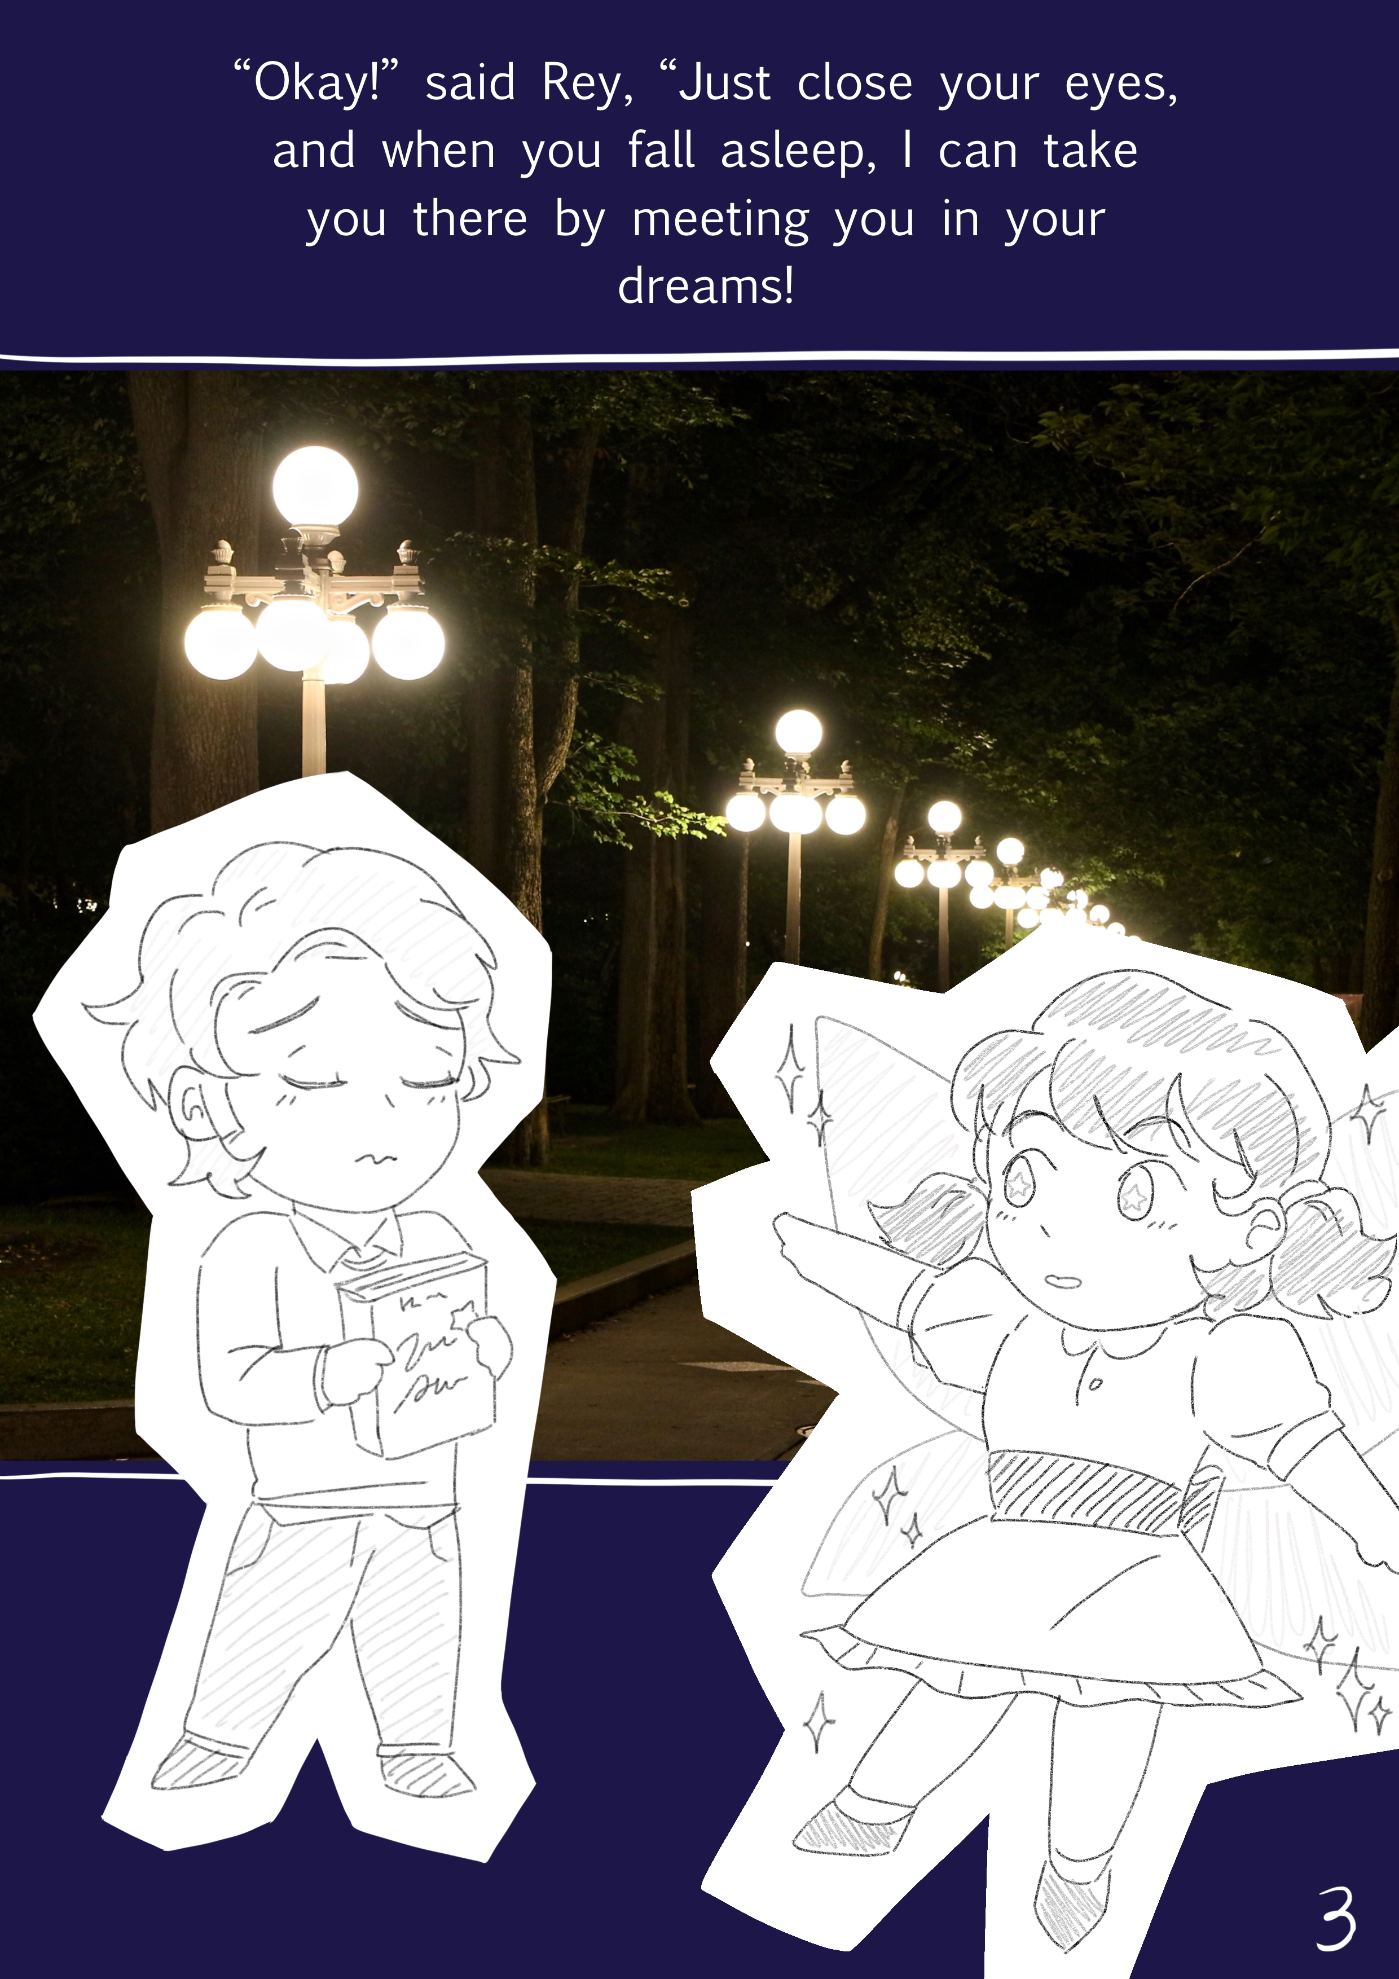 “Okay!” said Rey, “Just close your eyes,
and when you fall asleep, I can take
you there by meeting you in your
dreams!
3